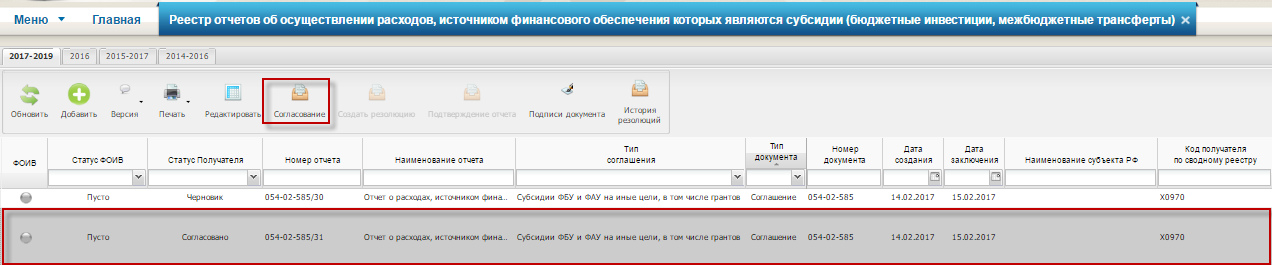 Меню Главная Реестр отчетов об осуществлении расходов, источником финансового обеспечения которых являются субсидии (бюджетные инвестиции, межбюджетные трансферты) ×
2017-2019 2016 2015-2017 2014-2016
Обновить Добавить Версия Печать Редактировать Согласование Создать резолюцию Подтверждение отчета Подписи документа История резолюций
ФОИВ Статус ФОИВ Статус Получателя Номер отчета Наименование отчета Тип соглашения Тип документа Номер документа Дата создания Дата заключения Наименование субъекта РФ Код получателя по сводному реестру
Пусто Черновик 054-02-585/30 Отчет о расходах, источником фина... Субсидии ФБУ и ФАУ на иные цели, в том числе грантов Соглашение 054-02-585 14.02.2017 15.02.2017 X0970
Пусто Согласовано 054-02-585/31 Отчет о расходах, источником фина... Субсидии ФБУ и ФАУ на иные цели, в том числе грантов Соглашение 054-02-585 14.02.2017 15.02.2017 X0970